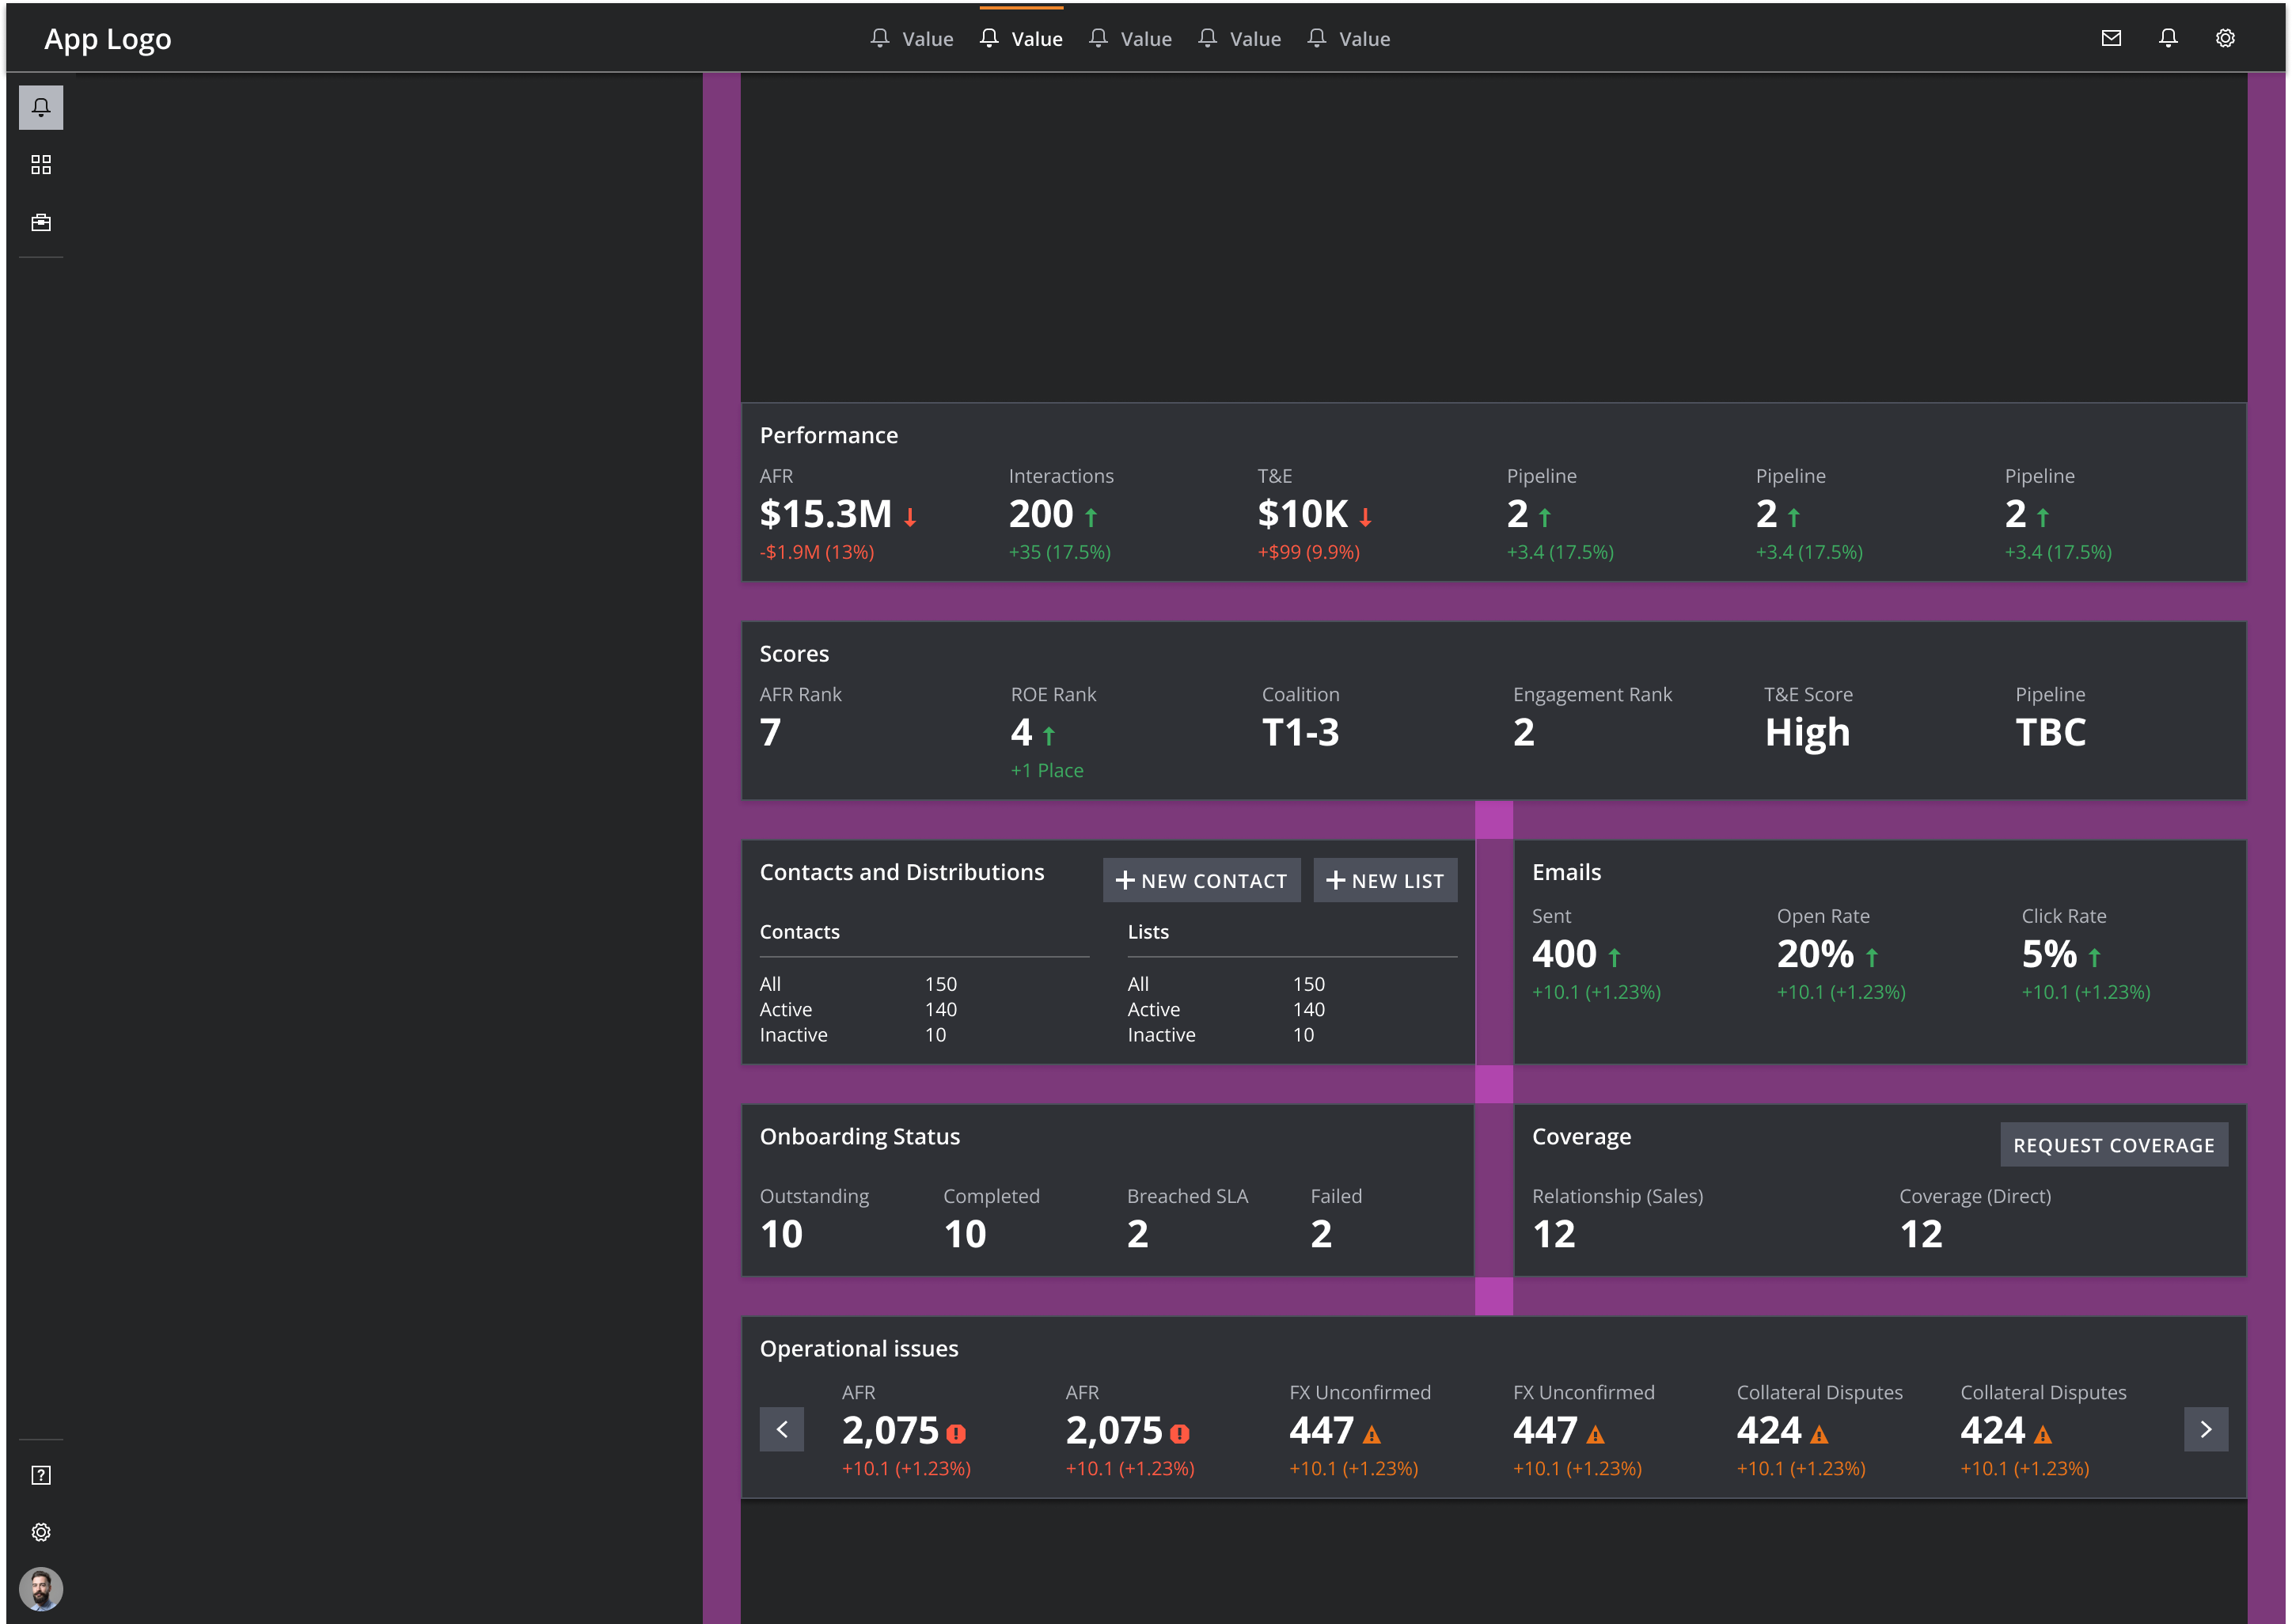 App Logo
Value Value Value Value Value
Performance
AFR Interactions T&E Pipeline Pipeline Pipeline
$15.3M 200 $10K 2 2 2
-$1.9M (13%) +35 (17.5%) +$99 (9.9%) +3.4 (17.5%) +3.4 (17.5%) +3.4 (17.5%)
Scores
AFR Rank ROE Rank Coalition Engagement Rank T&E Score Pipeline
7 4 T1-3 2 High TBC
+1 Place
Contacts and Distributions
NEW CONTACT NEW LIST
Contacts Lists
All 150 All 150
Active 140 Active 140
Inactive 10 Inactive 10
Emails
Sent Open Rate Click Rate
400 20% 5%
+10.1 (+1.23%) +10.1 (+1.23%) +10.1 (+1.23%)
Onboarding Status
Outstanding Completed Breached SLA Failed
10 10 2 2
Coverage
REQUEST COVERAGE
Relationship (Sales) Coverage (Direct)
12 12
Operational issues
AFR AFR FX Unconfirmed FX Unconfirmed Collateral Disputes Collateral Disputes
2,075 2,075 447 447 424 424
+10.1 (+1.23%) +10.1 (+1.23%) +10.1 (+1.23%) +10.1 (+1.23%) +10.1 (+1.23%) +10.1 (+1.23%)